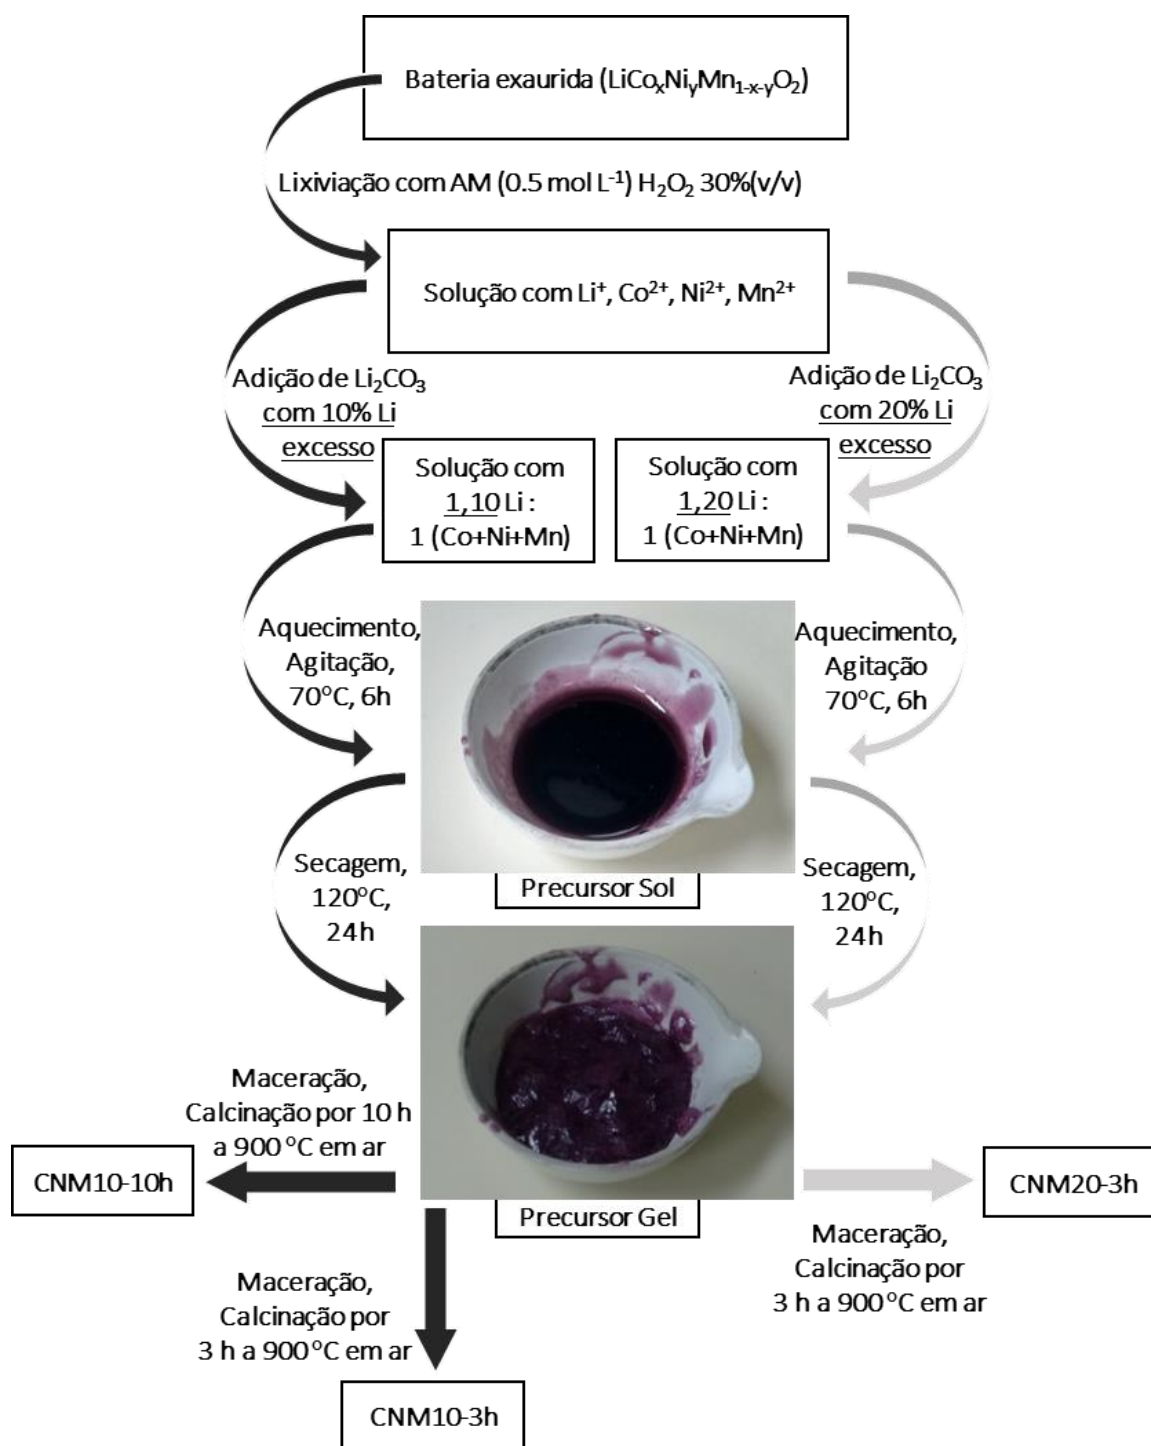 Bateria exaurida (LiCoₓNiᵧMn₁₋ₓ₋ᵧO₂)
Lixiviação com AM (0.5 mol L⁻¹) H₂O₂ 30%(v/v)
Solução com Li⁺, Co²⁺, Ni²⁺, Mn²⁺
Adição de Li₂CO₃
com 10% Li
excesso
Adição de Li₂CO₃
com 20% Li
excesso
Solução com
1,10 Li :
1 (Co+Ni+Mn)
Solução com
1,20 Li :
1 (Co+Ni+Mn)
Aquecimento,
Agitação,
70°C, 6h
Aquecimento,
Agitação
70°C, 6h
Secagem,
120°C,
24h
Precursor Sol
Secagem,
120°C,
24h
Maceração,
Calcinação por 10 h
a 900 °C em ar
CNM10-10h
Precursor Gel
CNM20-3h
Maceração,
Calcinação por
3 h a 900°C em ar
Maceração,
Calcinação por
3 h a 900°C em ar
CNM10-3h